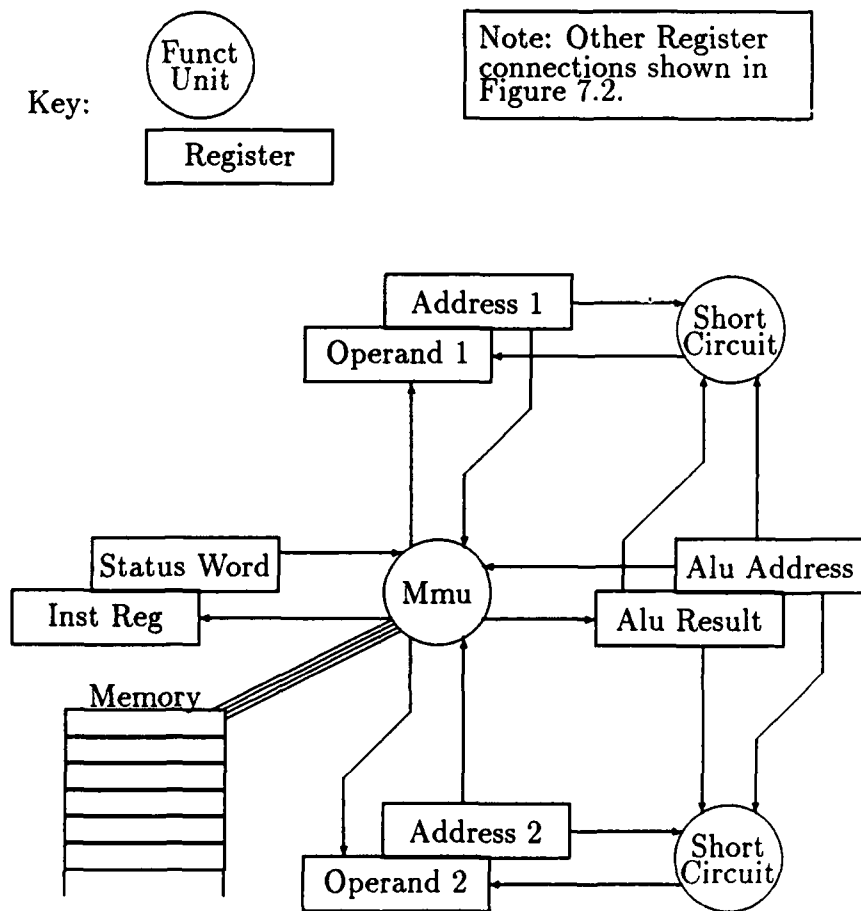 Funct
Unit
Note: Other Register
connections shown in
Figure 7.2.
Key:
Register
Address 1
Short
Circuit
Operand 1
Status Word
Mmu
Alu Address
Inst Reg
Alu Result
Memory
Address 2
Short
Circuit
Operand 2